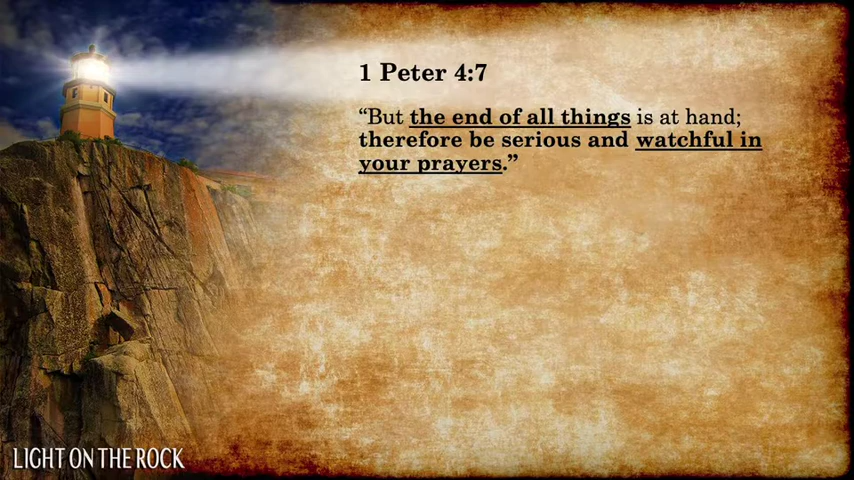 1 Peter 4:7
“But the end of all things is at hand;
therefore be serious and watchful in
your prayers.”
LIGHT ON THE ROCK